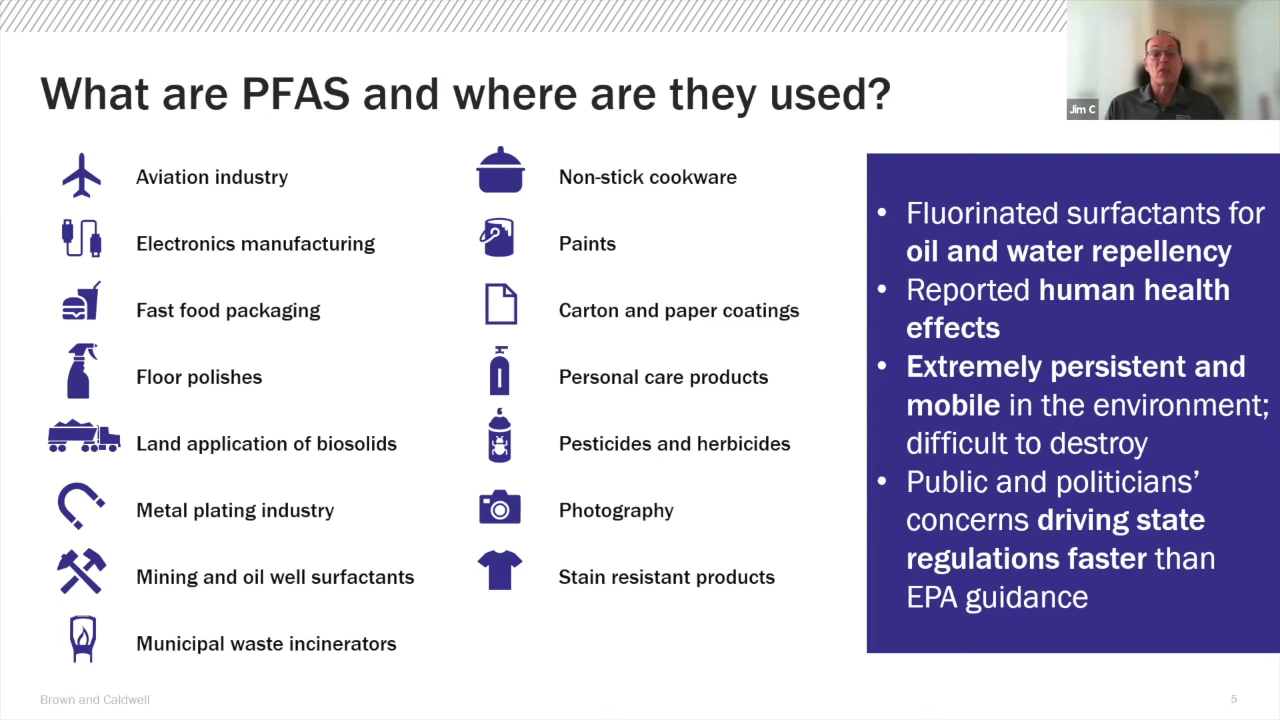 What are PFAS and where are they used?
Jim C
Aviation industry
Electronics manufacturing
Fast food packaging
Floor polishes
Land application of biosolids
Metal plating industry
Mining and oil well surfactants
Municipal waste incinerators
Non-stick cookware
Paints
Carton and paper coatings
Personal care products
Pesticides and herbicides
Photography
Stain resistant products
• Fluorinated surfactants for
oil and water repellency
• Reported human health
effects
• Extremely persistent and
mobile in the environment;
difficult to destroy
• Public and politicians’
concerns driving state
regulations faster than
EPA guidance
Brown and Caldwell
5